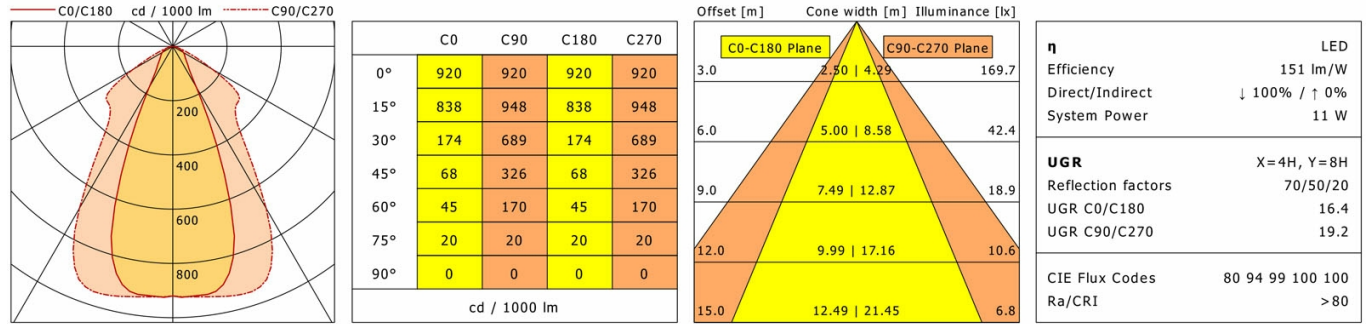 C0/C180 cd / 1000 lm C90/C270
200
400
600
800
C0 C90 C180 C270
0° 920 920 920 920
15° 838 948 838 948
30° 174 689 174 689
45° 68 326 68 326
60° 45 170 45 170
75° 20 20 20 20
90° 0 0 0 0
cd / 1000 lm
Offset [m] Cone width [m] Illuminance [lx]
C0-C180 Plane C90-C270 Plane
3.0 2.50 | 4.29 169.7
6.0 5.00 | 8.58 42.4
9.0 7.49 | 12.87 18.9
12.0 9.99 | 17.16 10.6
15.0 12.49 | 21.45 6.8
η LED
Efficiency 151 lm/W
Direct/Indirect ↓ 100% / ↑ 0%
System Power 11 W
UGR X=4H, Y=8H
Reflection factors 70/50/20
UGR C0/C180 16.4
UGR C90/C270 19.2
CIE Flux Codes 80 94 99 100 100
Ra/CRI >80